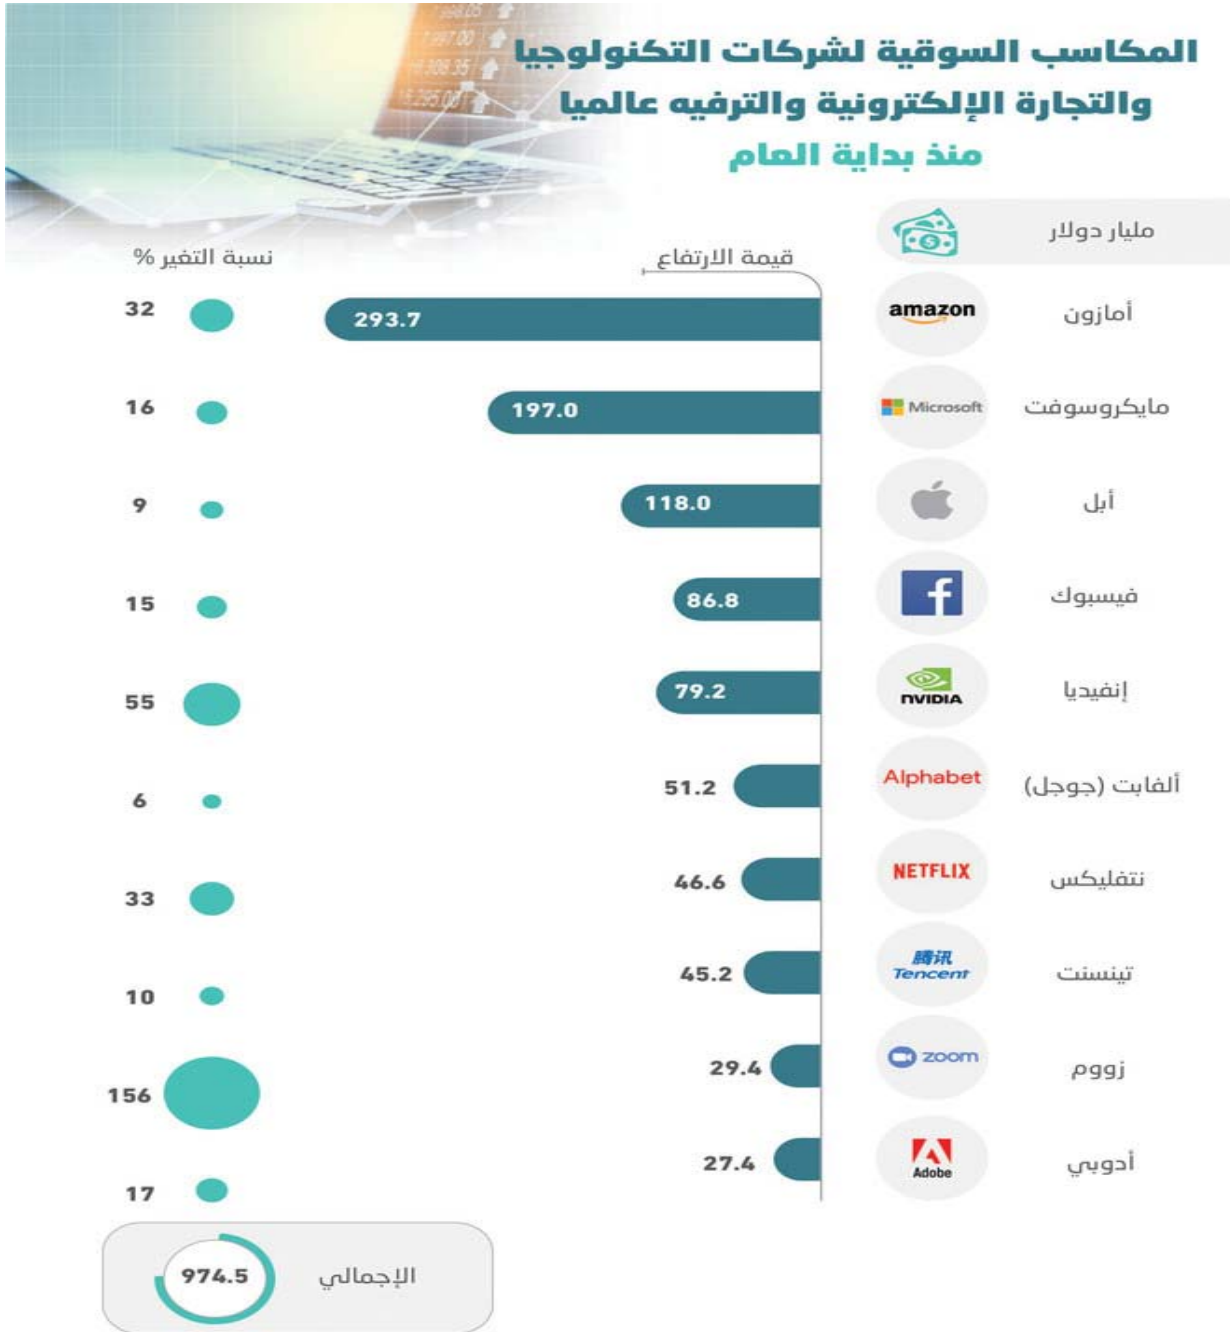 المكاسب السوقية لشركات التكنولوجيا
والتجارة الإلكترونية والترفيه عالميا
منذ بداية العام
مليار دولار
قيمة الارتفاع
نسبة التغير %
أمازون amazon 293.7 32
مايكروسوفت Microsoft 197.0 16
أبل 118.0 9
فيسبوك f 86.8 15
إنفيديا NVIDIA 79.2 55
ألفابت (جوجل) Alphabet 51.2 6
نتفليكس NETFLIX 46.6 33
تينسنت 腾讯 Tencent 45.2 10
زووم zoom 29.4 156
أدوبي Adobe 27.4 17
الإجمالي 974.5